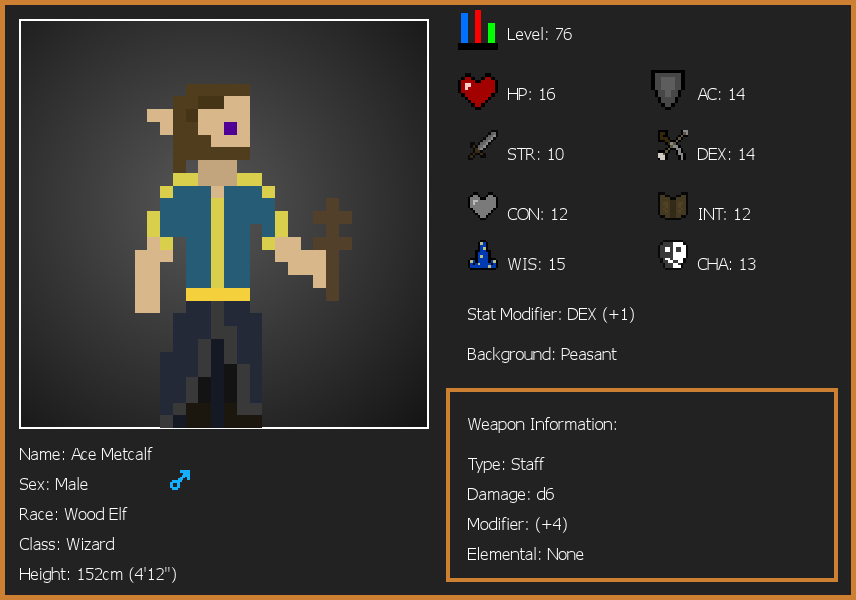 Level: 76
HP: 16
AC: 14
STR: 10
DEX: 14
CON: 12
INT: 12
WIS: 15
CHA: 13
Stat Modifier: DEX (+1)
Background: Peasant
Weapon Information:
Type: Staff
Damage: d6
Modifier: (+4)
Elemental: None
Name: Ace Metcalf
Sex: Male
Race: Wood Elf
Class: Wizard
Height: 152cm (4'12")